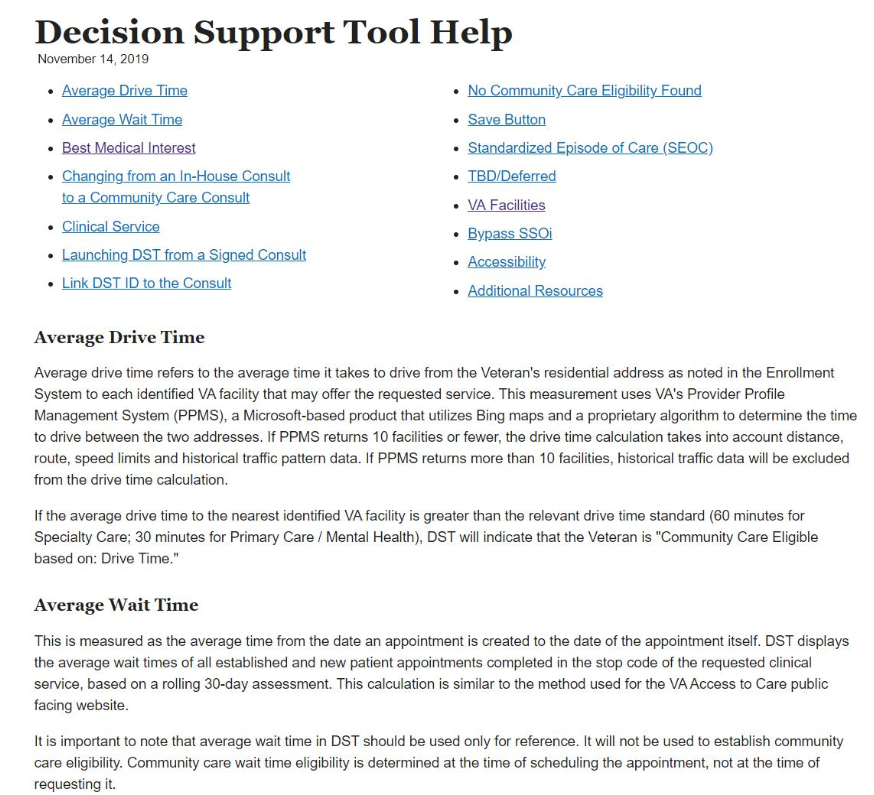 Decision Support Tool Help
November 14, 2019
Average Drive Time
Average Wait Time
Best Medical Interest
Changing from an In-House Consult
to a Community Care Consult
Clinical Service
Launching DST from a Signed Consult
Link DST ID to the Consult
No Community Care Eligibility Found
Save Button
Standardized Episode of Care (SEOC)
TBD/Deferred
VA Facilities
Bypass SSOi
Accessibility
Additional Resources
Average Drive Time
Average drive time refers to the average time it takes to drive from the Veteran's residential address as noted in the Enrollment
System to each identified VA facility that may offer the requested service. This measurement uses VA's Provider Profile
Management System (PPMS), a Microsoft-based product that utilizes Bing maps and a proprietary algorithm to determine the time
to drive between the two addresses. If PPMS returns 10 facilities or fewer, the drive time calculation takes into account distance,
route, speed limits and historical traffic pattern data. If PPMS returns more than 10 facilities, historical traffic data will be excluded
from the drive time calculation.
If the average drive time to the nearest identified VA facility is greater than the relevant drive time standard (60 minutes for
Specialty Care; 30 minutes for Primary Care / Mental Health), DST will indicate that the Veteran is "Community Care Eligible
based on: Drive Time."
Average Wait Time
This is measured as the average time from the date an appointment is created to the date of the appointment itself. DST displays
the average wait times of all established and new patient appointments completed in the stop code of the requested clinical
service, based on a rolling 30-day assessment. This calculation is similar to the method used for the VA Access to Care public
facing website.
It is important to note that average wait time in DST should be used only for reference. It will not be used to establish community
care eligibility. Community care wait time eligibility is determined at the time of scheduling the appointment, not at the time of
requesting it.